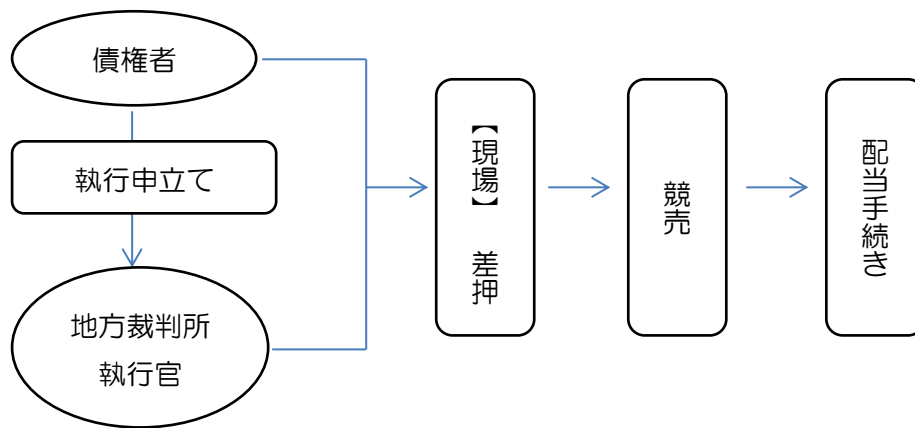 債権者
執行申立て
地方裁判所
執行官
【現場】 差押
競売
配当手続き